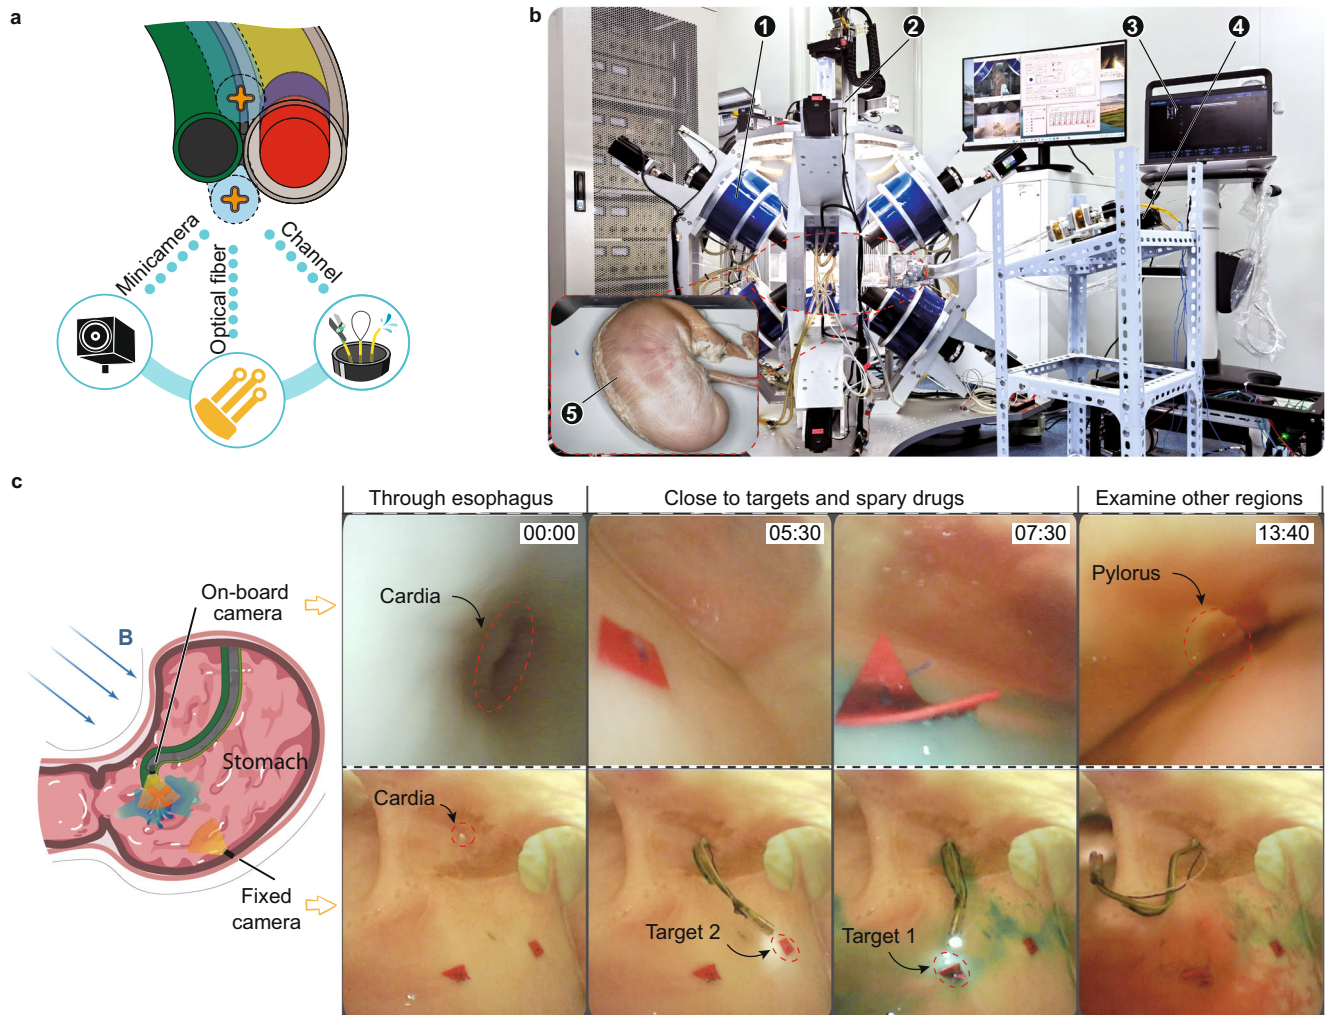 a
Minicamera
Optical fiber
Channel
b
1
2
3
4
5
c
Through esophagus
Close to targets and spary drugs
Examine other regions
00:00
05:30
07:30
13:40
On-board
camera
B
Stomach
Fixed
camera
Cardia
Pylorus
Cardia
Target 2
Target 1